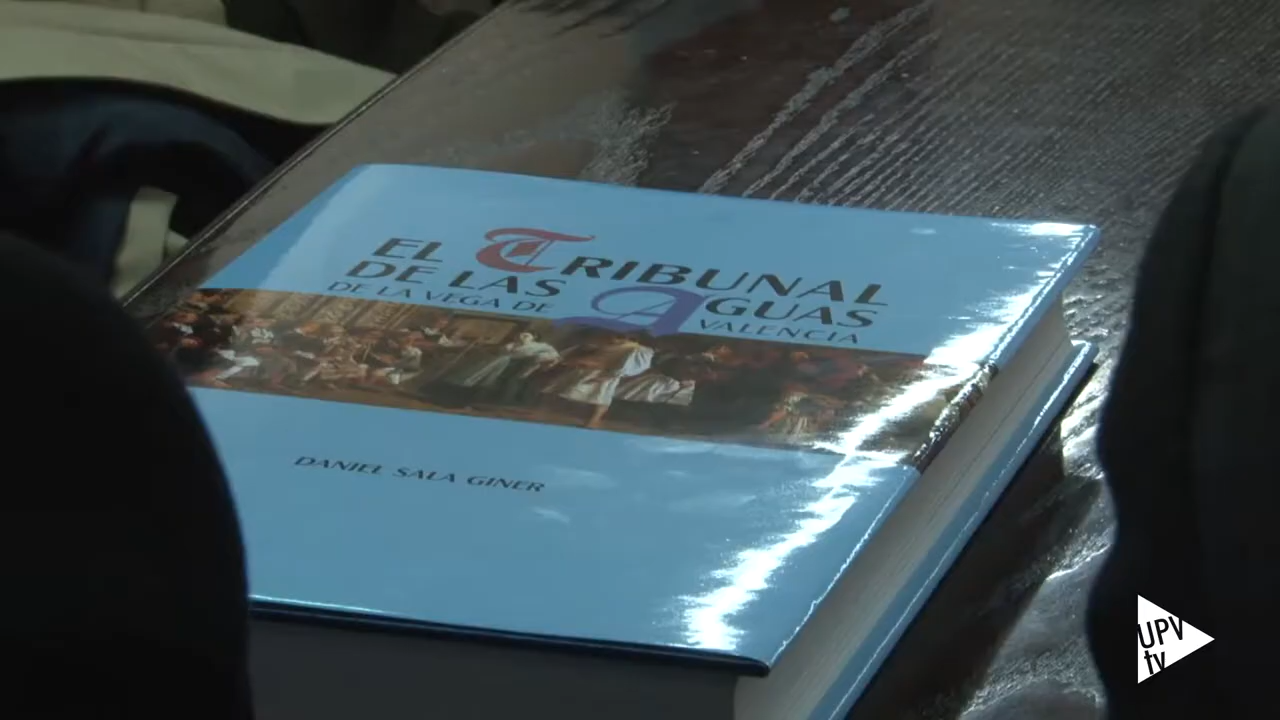 EL TRIBUNAL
DE LAS AGUAS
DE LA VEGA DE VALENCIA
DANIEL SALA GINER
UPV
tv